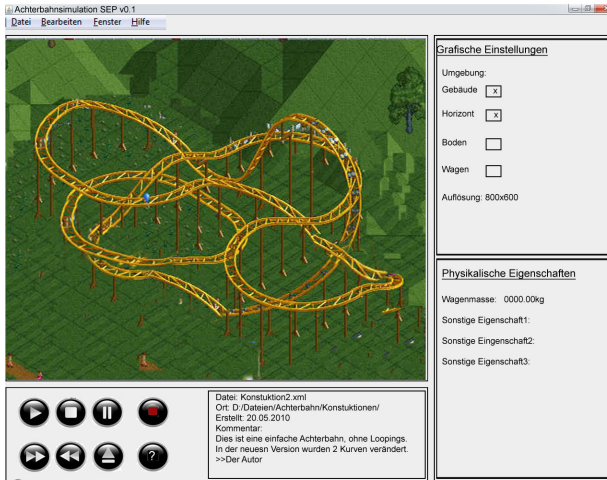 Achterbahnsimulation SEP v0.1
Datei Bearbeiten Fenster Hilfe
Grafische Einstellungen
Umgebung:
Gebäude x
Horizont x
Boden
Wagen
Auflösung: 800x600
Physikalische Eigenschaften
Wagenmasse: 0000.00kg
Sonstige Eigenschaft1:
Sonstige Eingenschaft2:
Sonstige Eigenschaft3:
Datei: Konstuktion2.xml
Ort: D:/Dateien/Achterbahn/Konstuktionen/
Erstellt: 20.05.2010
Kommentar:
Dies ist eine einfache Achterbahn, ohne Loopings.
In der neuesn Version wurden 2 Kurven verändert.
>>Der Autor
?